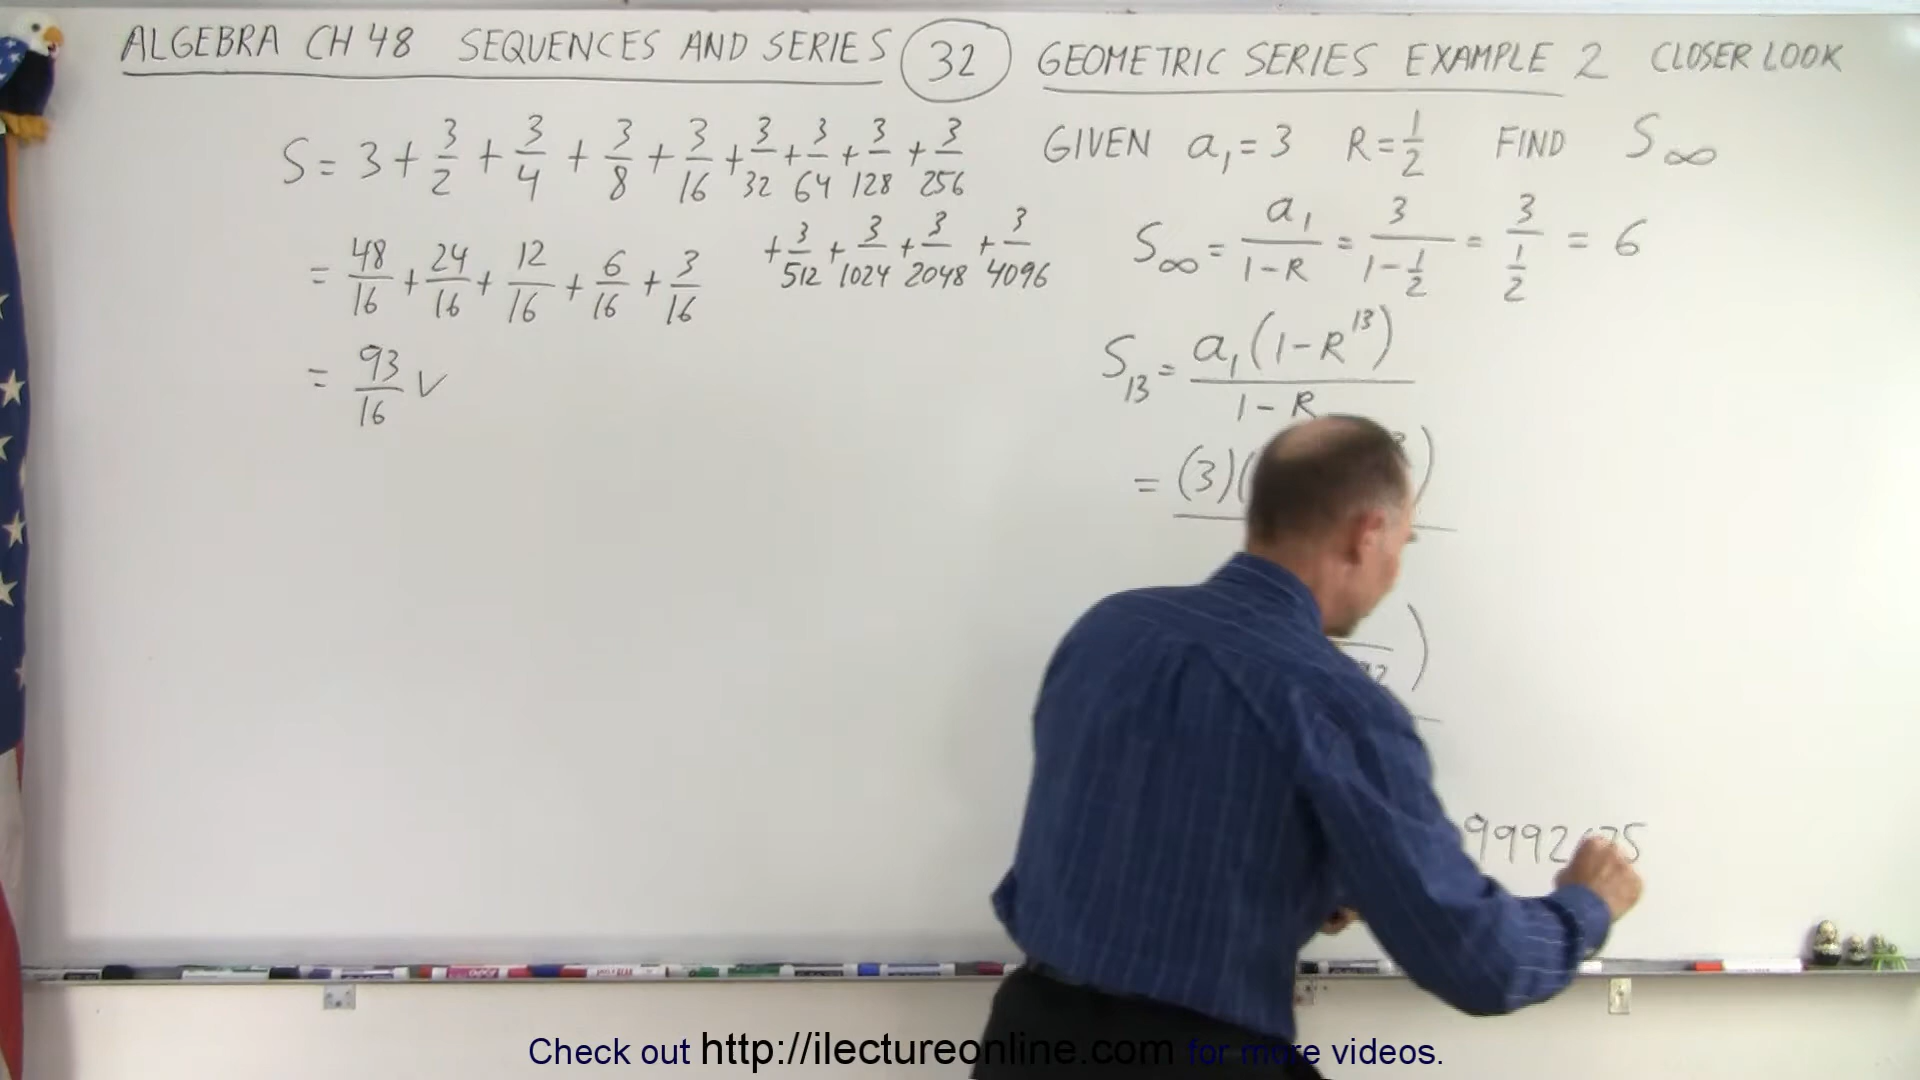 ALGEBRA CH 48 SEQUENCES AND SERIES 32 GEOMETRIC SERIES EXAMPLE 2 CLOSER LOOK
S = 3 + 3/2 + 3/4 + 3/8 + 3/16 + 3/32 + 3/64 + 3/128 + 3/256
+ 3/512 + 3/1024 + 3/2048 + 3/4096
= 48/16 + 24/16 + 12/16 + 6/16 + 3/16
= 93/16 √
GIVEN a₁ = 3 R = 1/2 FIND S∞
S∞ = a₁/(1-R) = 3/(1-1/2) = 3/(1/2) = 6
S₁₃ = a₁(1-R¹³)/(1-R)
= (3)(
9992
Check out http://ilectureonline.com for more videos.